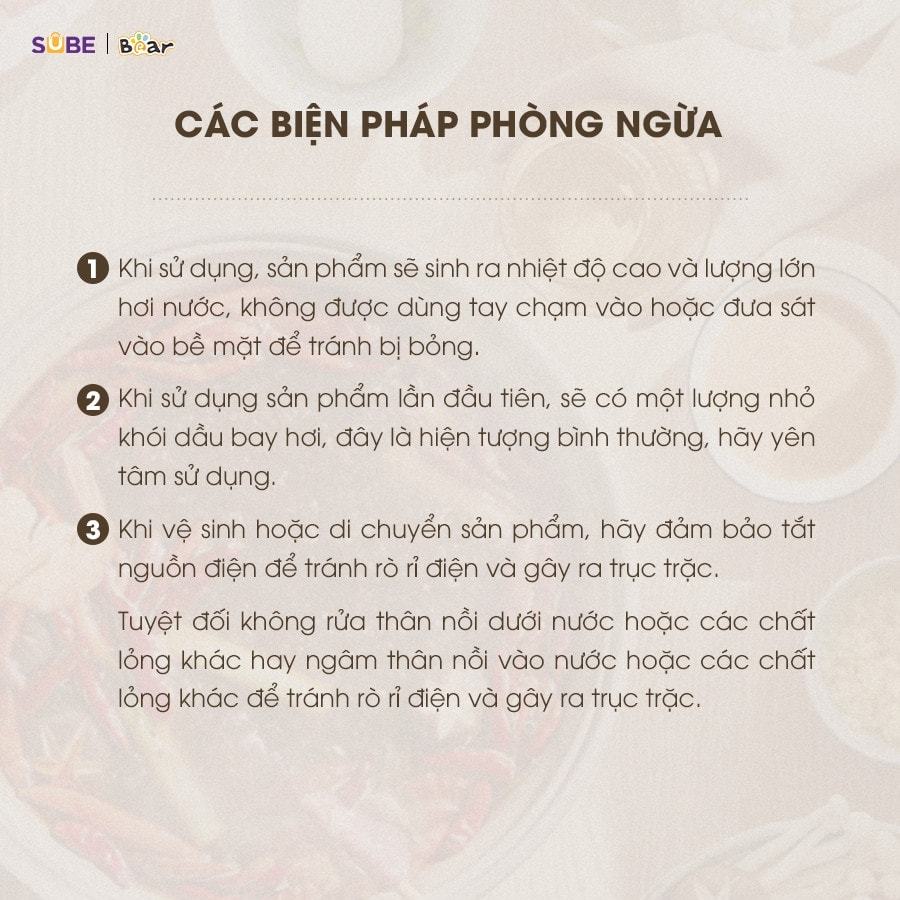 SUBE | Bear
CÁC BIỆN PHÁP PHÒNG NGỪA
1 Khi sử dụng, sản phẩm sẽ sinh ra nhiệt độ cao và lượng lớn
hơi nước, không được dùng tay chạm vào hoặc đưa sát
vào bề mặt để tránh bị bỏng.
2 Khi sử dụng sản phẩm lần đầu tiên, sẽ có một lượng nhỏ
khói dầu bay hơi, đây là hiện tượng bình thường, hãy yên
tâm sử dụng.
3 Khi vệ sinh hoặc di chuyển sản phẩm, hãy đảm bảo tắt
nguồn điện để tránh rò rỉ điện và gây ra trục trặc.
Tuyệt đối không rửa thân nồi dưới nước hoặc các chất
lỏng khác hay ngâm thân nồi vào nước hoặc các chất
lỏng khác để tránh rò rỉ điện và gây ra trục trặc.